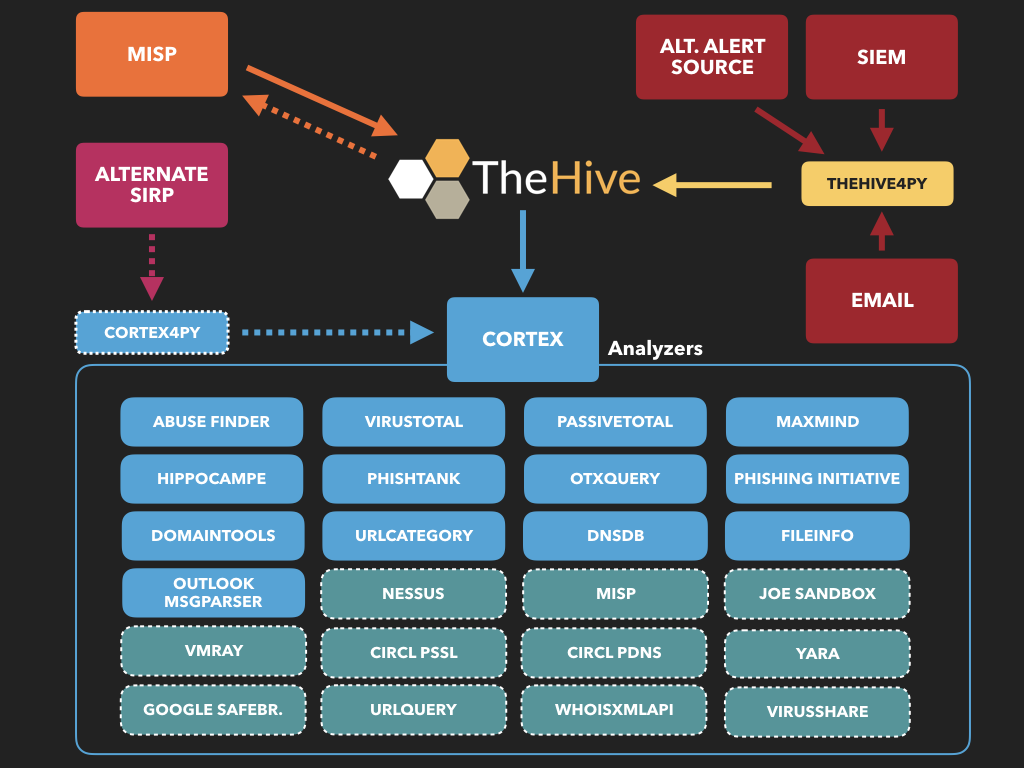 MISP
ALT. ALERT
SOURCE
SIEM
ALTERNATE
SIRP
TheHive
THEHIVE4PY
EMAIL
CORTEX4PY
CORTEX
Analyzers
ABUSE FINDER
VIRUSTOTAL
PASSIVETOTAL
MAXMIND
HIPPOCAMPE
PHISHTANK
OTXQUERY
PHISHING INITIATIVE
DOMAINTOOLS
URLCATEGORY
DNSDB
FILEINFO
OUTLOOK
MSGPARSER
NESSUS
MISP
JOE SANDBOX
VMRAY
CIRCL PSSL
CIRCL PDNS
YARA
GOOGLE SAFEBR.
URLQUERY
WHOISXMLAPI
VIRUSSHARE